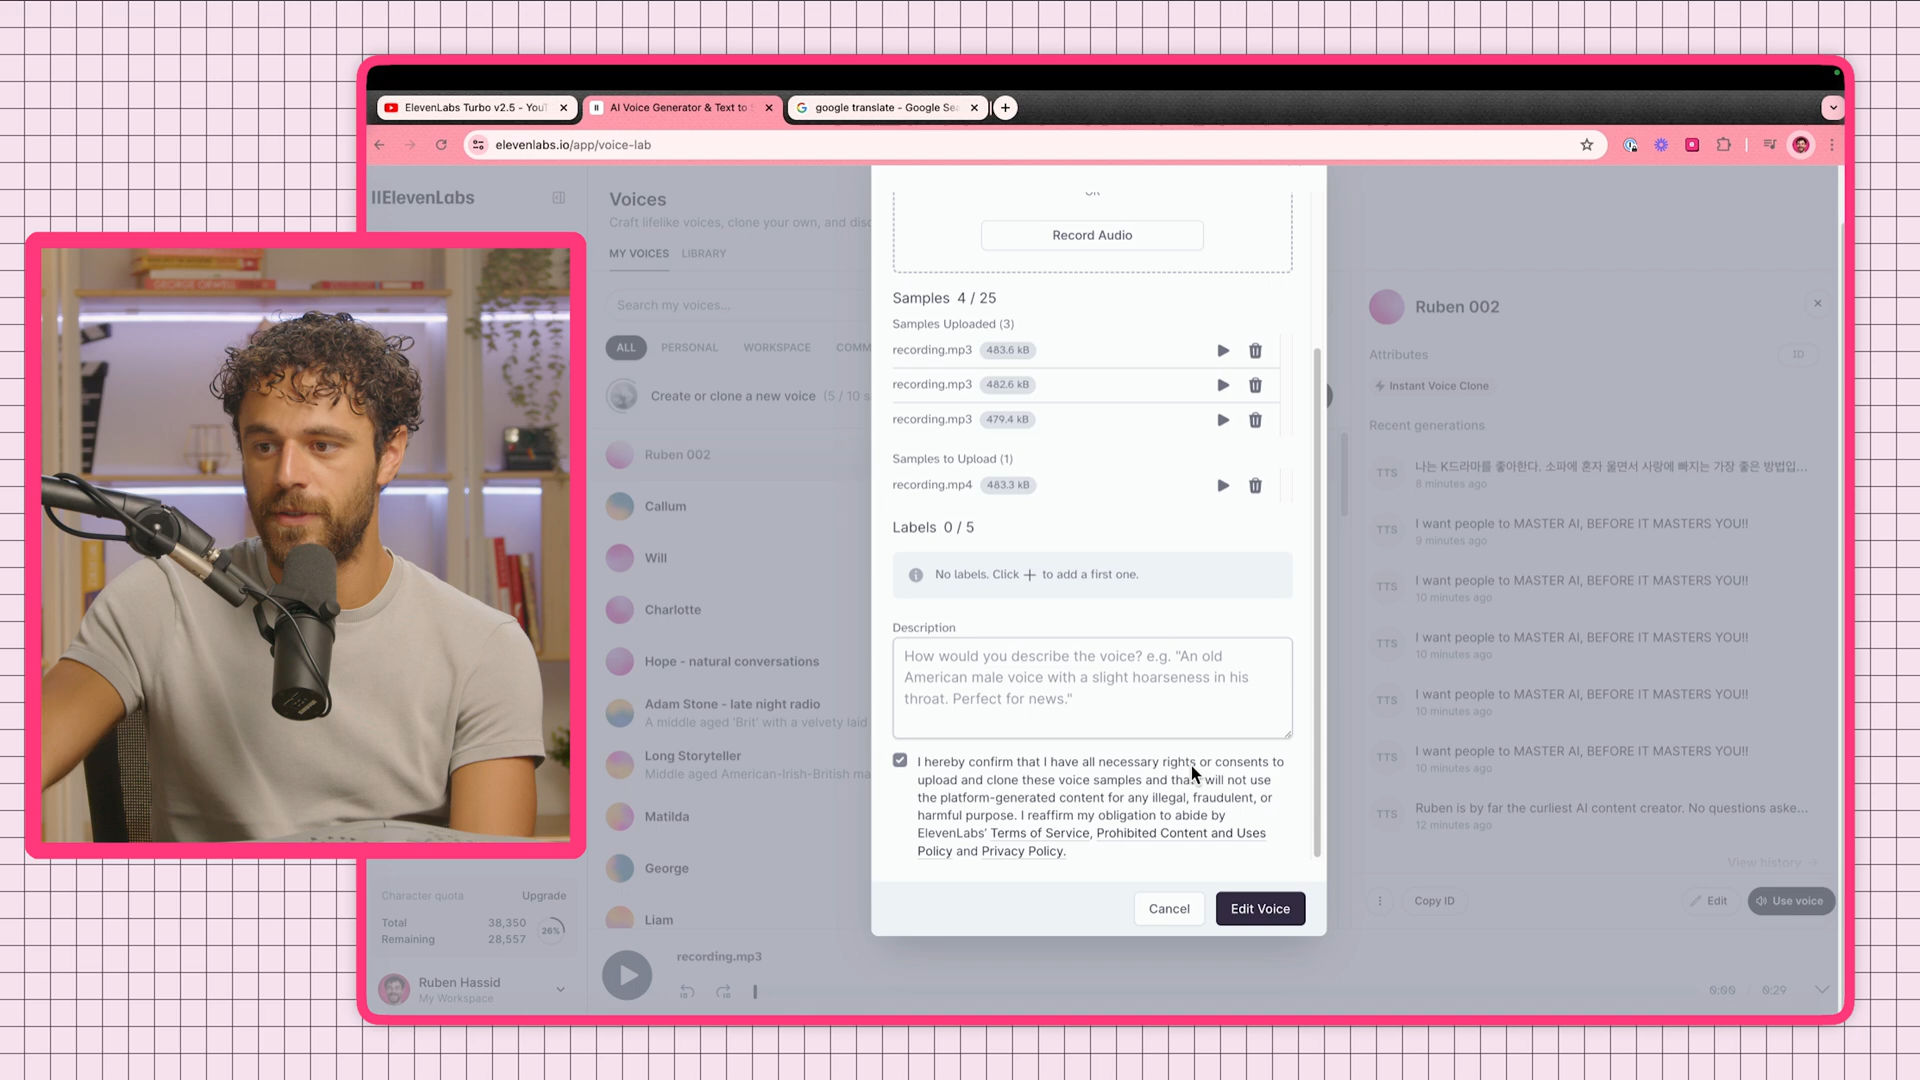 ElevenLabs Turbo v2.5 - YouT
AI Voice Generator & Text to
google translate - Google Sea
elevenlabs.io/app/voice-lab
IIElevenLabs
Voices
Craft lifelike voices, clone your own, and disc
MY VOICES
LIBRARY
Search my voices...
ALL
PERSONAL
WORKSPACE
COMM
Create or clone a new voice (5 / 10 s
Ruben 002
Callum
Will
Charlotte
Hope - natural conversations
Adam Stone - late night radio
A middle aged 'Brit' with a velvety laid
Long Storyteller
Middle aged American-Irish-British ma
Matilda
George
Liam
GEORGE ORWELL
Character quota
Upgrade
Total 38,350
Remaining 28,557
26%
Ruben Hassid
My Workspace
OR
Record Audio
Samples 4 / 25
Samples Uploaded (3)
recording.mp3 483.6 kB
recording.mp3 482.6 kB
recording.mp3 479.4 kB
Samples to Upload (1)
recording.mp4 483.3 kB
Labels 0 / 5
No labels. Click + to add a first one.
Description
How would you describe the voice? e.g. "An old
American male voice with a slight hoarseness in his
throat. Perfect for news."
I hereby confirm that I have all necessary rights or consents to
upload and clone these voice samples and that will not use
the platform-generated content for any illegal, fraudulent, or
harmful purpose. I reaffirm my obligation to abide by
ElevenLabs' Terms of Service, Prohibited Content and Uses
Policy and Privacy Policy.
Cancel
Edit Voice
Ruben 002
Attributes
ID
Instant Voice Clone
Recent generations
TTS 나는 K드라마를 좋아한다. 소파에 혼자 울면서 사랑에 빠지는 가장 좋은 방법입...
8 minutes ago
TTS I want people to MASTER AI, BEFORE IT MASTERS YOU!!
9 minutes ago
TTS I want people to MASTER AI, BEFORE IT MASTERS YOU!!
10 minutes ago
TTS I want people to MASTER AI, BEFORE IT MASTERS YOU!!
10 minutes ago
TTS I want people to MASTER AI, BEFORE IT MASTERS YOU!!
10 minutes ago
TTS I want people to MASTER AI, BEFORE IT MASTERS YOU!!
10 minutes ago
TTS Ruben is by far the curliest AI content creator. No questions aske...
12 minutes ago
View history
Copy ID
Edit
Use voice
recording.mp3
0:00
0:29